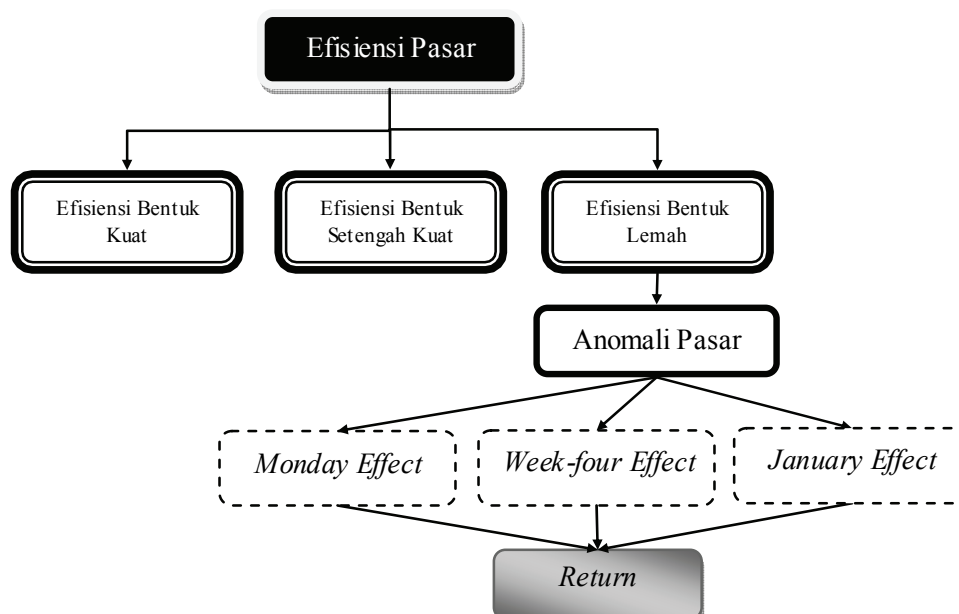 Efisiensi Pasar
Efisiensi Bentuk
Kuat
Efisiensi Bentuk
Setengah Kuat
Efisiensi Bentuk
Lemah
Anomali Pasar
Monday Effect
Week-four Effect
January Effect
Return